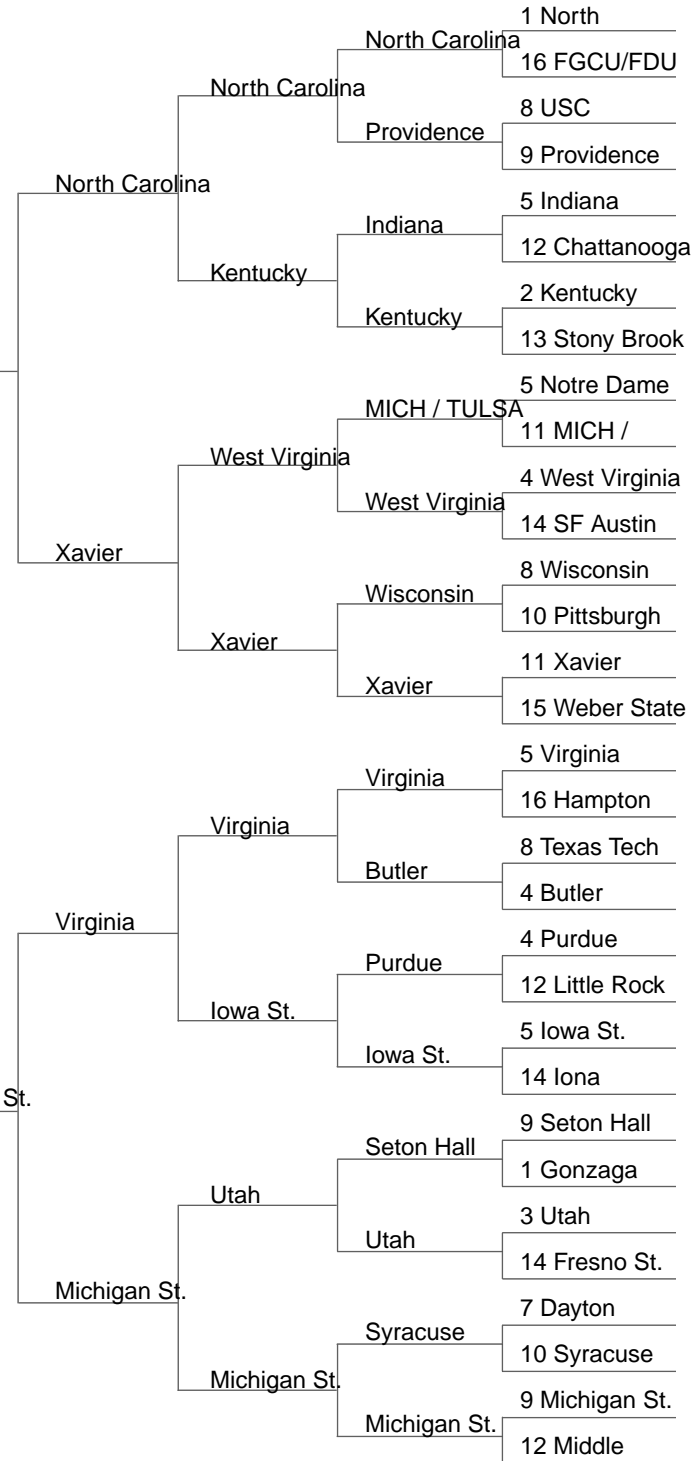 1 North
North Carolina
16 FGCU/FDU
North Carolina
8 USC
Providence
9 Providence
North Carolina
5 Indiana
Indiana
12 Chattanooga
Kentucky
2 Kentucky
Kentucky
13 Stony Brook
5 Notre Dame
MICH / TULSA
11 MICH /
West Virginia
4 West Virginia
West Virginia
14 SF Austin
Xavier
8 Wisconsin
Wisconsin
10 Pittsburgh
Xavier
11 Xavier
Xavier
15 Weber State
5 Virginia
Virginia
16 Hampton
Virginia
8 Texas Tech
Butler
4 Butler
Virginia
4 Purdue
Purdue
12 Little Rock
Iowa St.
5 Iowa St.
Iowa St.
14 Iona
St.
9 Seton Hall
Seton Hall
1 Gonzaga
Utah
3 Utah
Utah
14 Fresno St.
Michigan St.
7 Dayton
Syracuse
10 Syracuse
Michigan St.
9 Michigan St.
Michigan St.
12 Middle